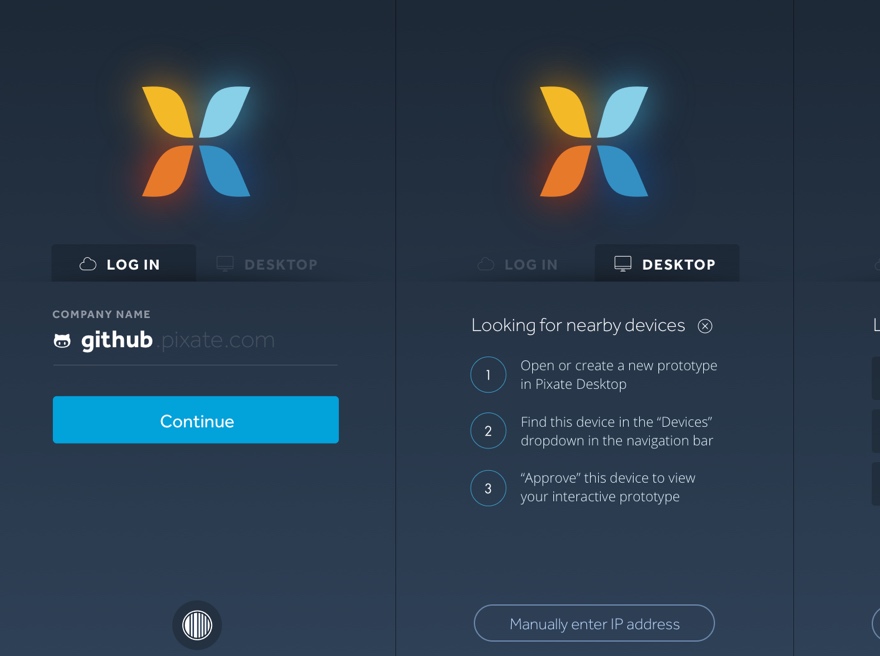 LOG IN
DESKTOP
COMPANY NAME
github.pixate.com
Continue
LOG IN
DESKTOP
Looking for nearby devices
1
Open or create a new prototype
in Pixate Desktop
2
Find this device in the “Devices”
dropdown in the navigation bar
3
“Approve” this device to view
your interactive prototype
Manually enter IP address
L